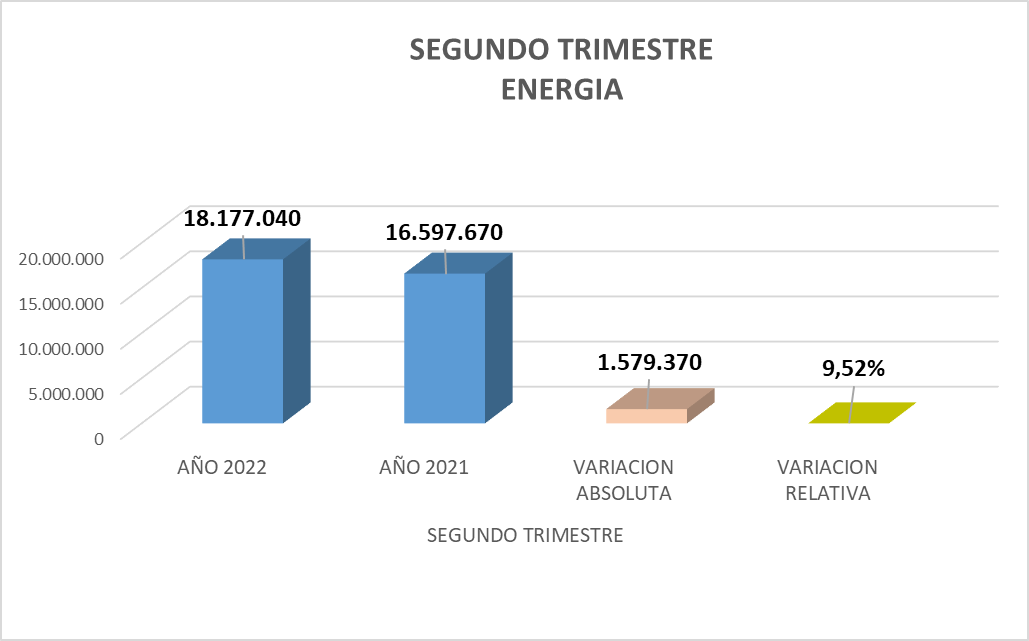 SEGUNDO TRIMESTRE
ENERGIA
18.177.040
16.597.670
20.000.000
15.000.000
10.000.000
1.579.370
9,52%
5.000.000
0
AÑO 2022
AÑO 2021
VARIACION
ABSOLUTA
VARIACION
RELATIVA
SEGUNDO TRIMESTRE